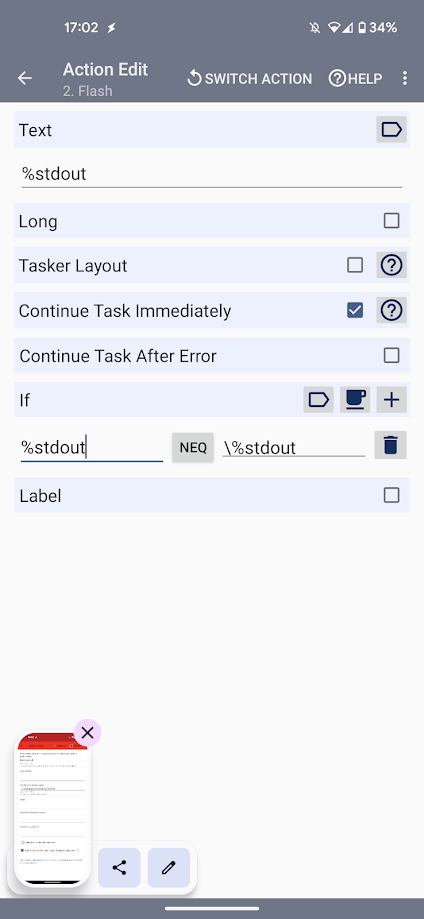 17:02
34%
Action Edit
2. Flash
SWITCH ACTION
HELP
Text
%stdout
Long
Tasker Layout
Continue Task Immediately
Continue Task After Error
If
%stdout NEQ \%stdout
Label